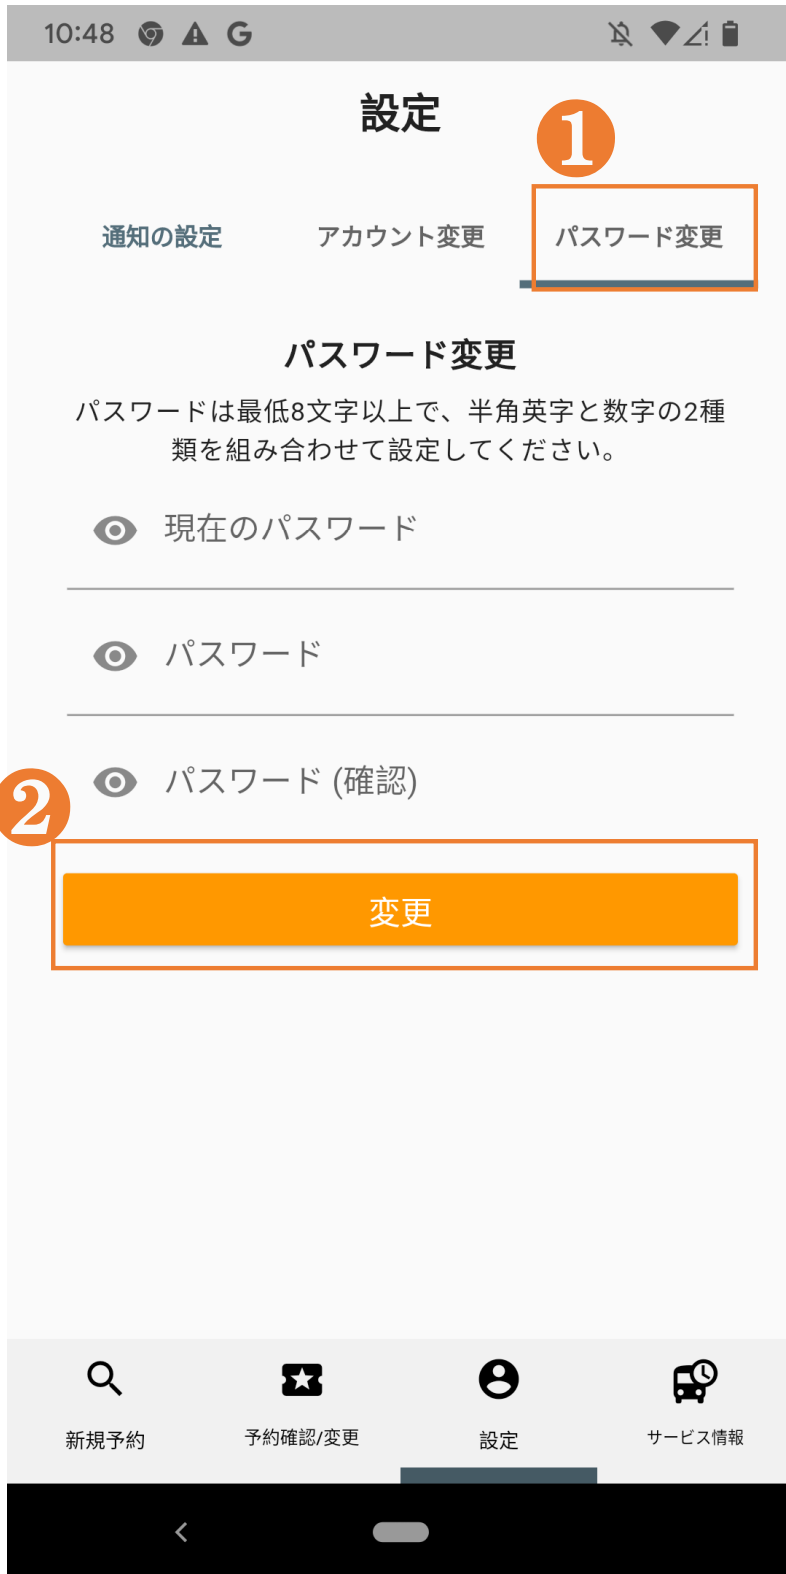 10:48
設定
1
通知の設定 アカウント変更 パスワード変更
パスワード変更
パスワードは最低8文字以上で、半角英字と数字の2種
類を組み合わせて設定してください。
現在のパスワード
パスワード
パスワード (確認)
2
変更
新規予約 予約確認/変更 設定 サービス情報